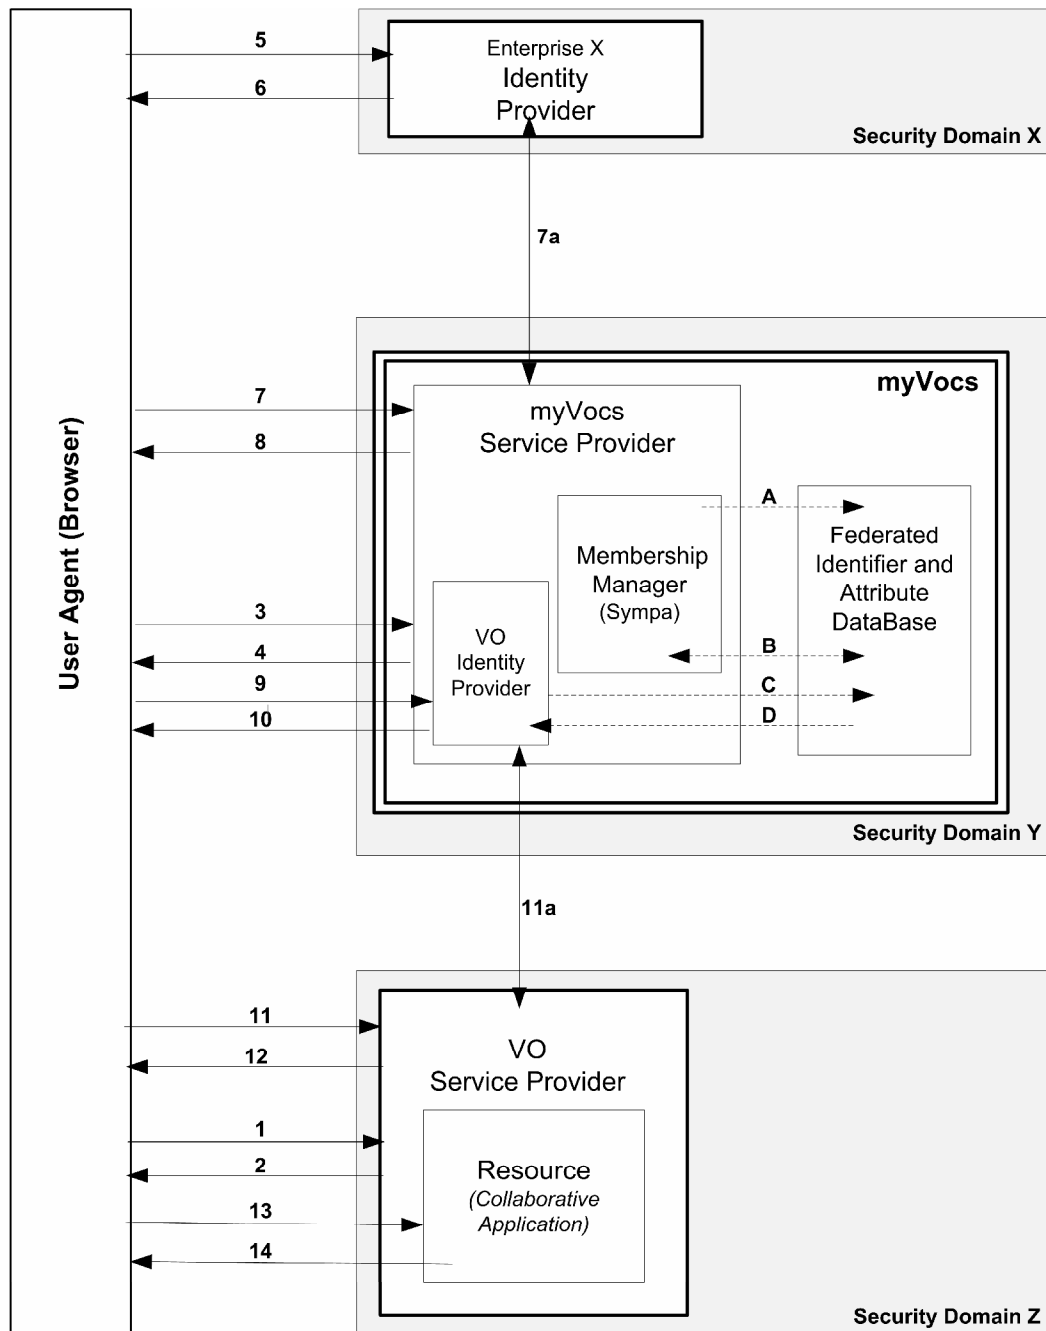 User Agent (Browser)
5
6
Enterprise X
Identity
Provider
Security Domain X
7a
myVocs
7
8
myVocs
Service Provider
A
Membership
Manager
(Sympa)
Federated
Identifier and
Attribute
DataBase
3
4
9
10
VO
Identity
Provider
B
C
D
Security Domain Y
11a
11
12
VO
Service Provider
1
2
13
14
Resource
(Collaborative
Application)
Security Domain Z